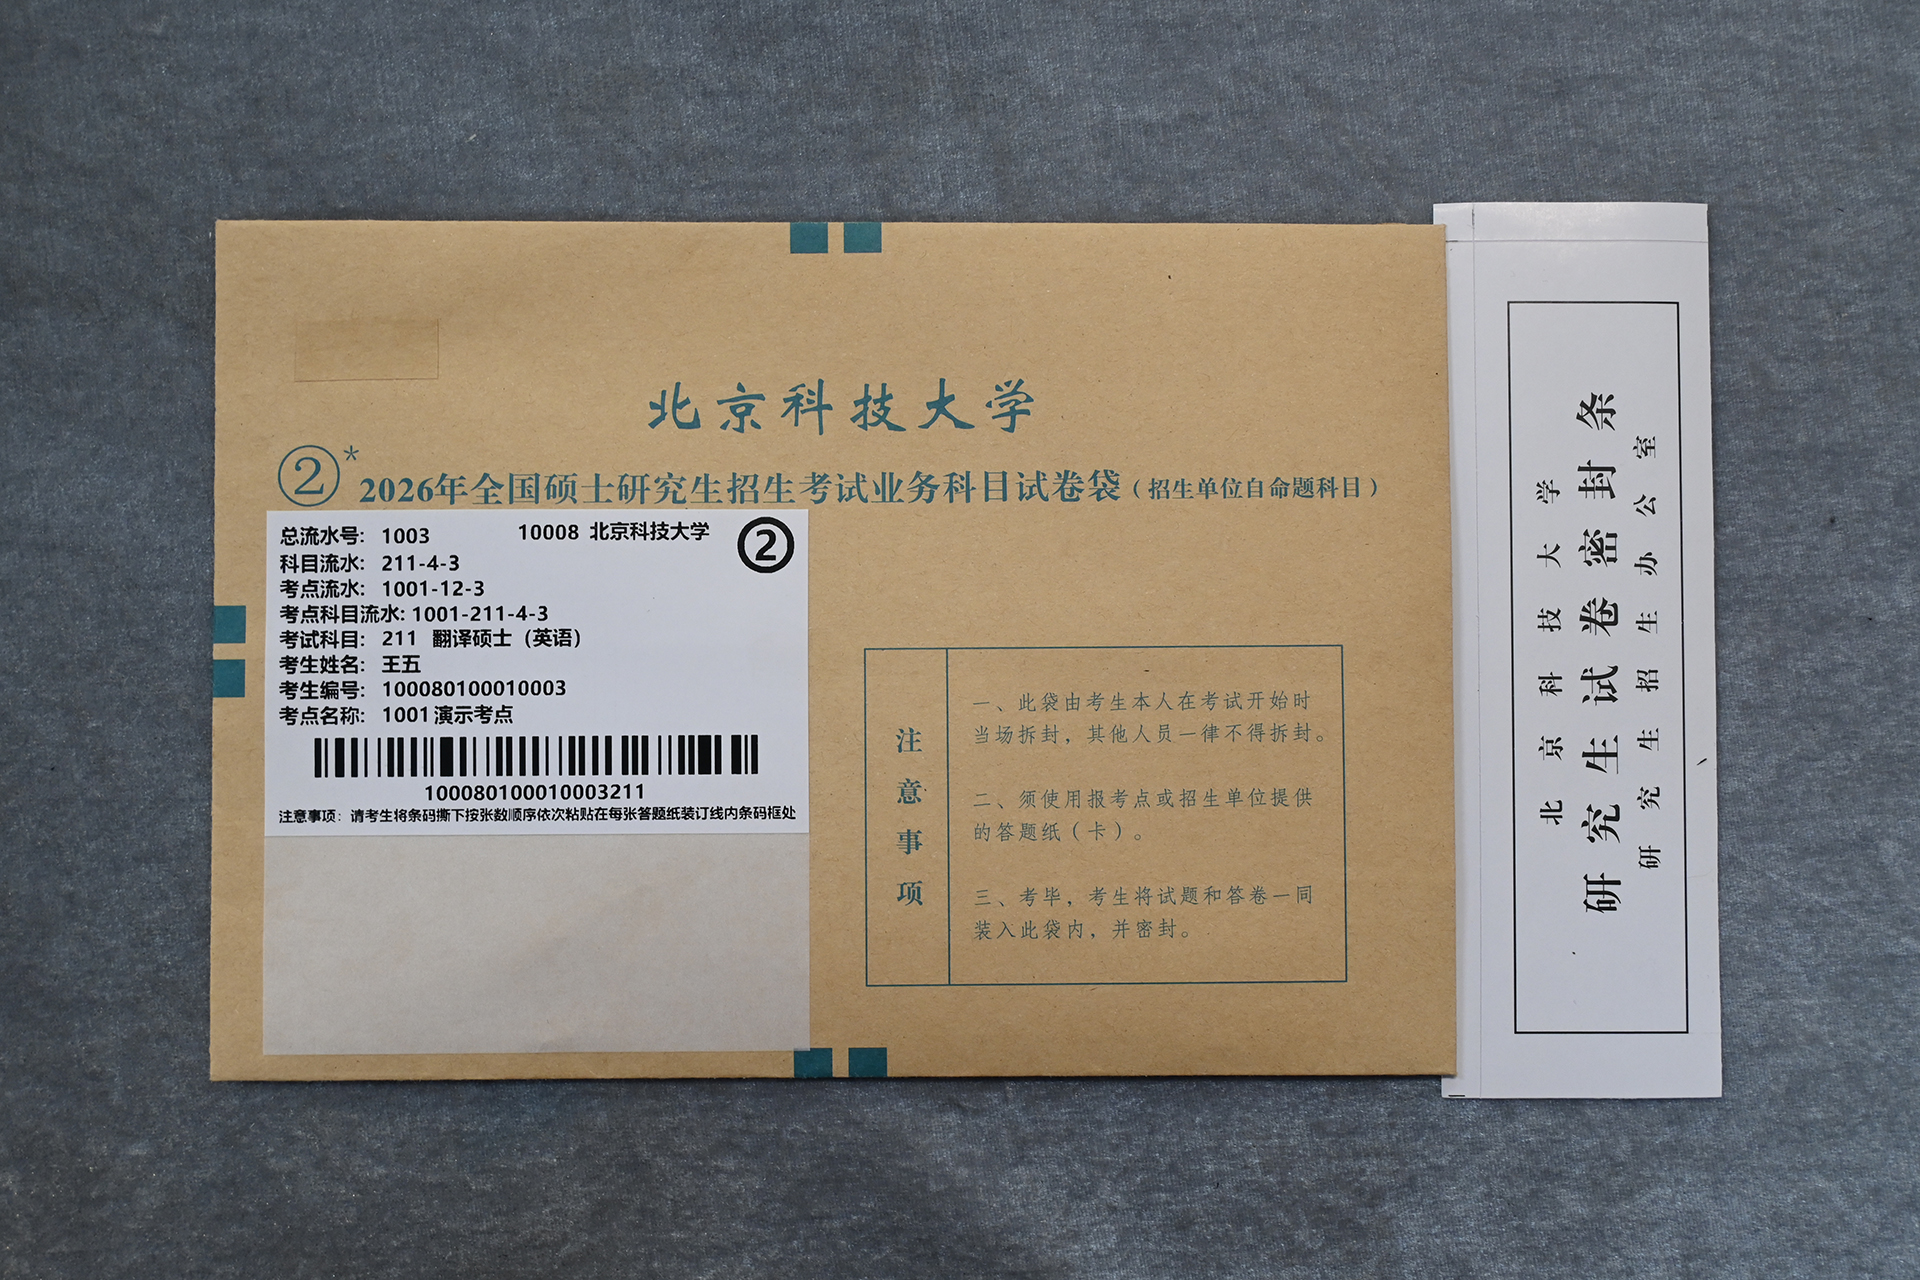 北京科技大学
②* 2026年全国硕士研究生招生考试业务科目试卷袋（招生单位自命题科目）
总流水号: 1003 10008 北京科技大学 ②
科目流水: 211-4-3
考点流水: 1001-12-3
考点科目流水: 1001-211-4-3
考试科目: 211 翻译硕士（英语）
考生姓名: 王五
考生编号: 100080100010003
考点名称: 1001 演示考点
100080100010003211
注意事项: 请考生将条码撕下按张数顺序依次粘贴在每张答题纸装订线内条码框处
注意事项
一、此袋由考生本人在考试开始时
当场拆封，其他人员一律不得拆封。
二、须使用报考点或招生单位提供
的答题纸（卡）。
三、考毕，考生将试题和答卷一同
装入此袋内，并密封。
北京科技大学
研究生试卷密封条
研究生招生办公室